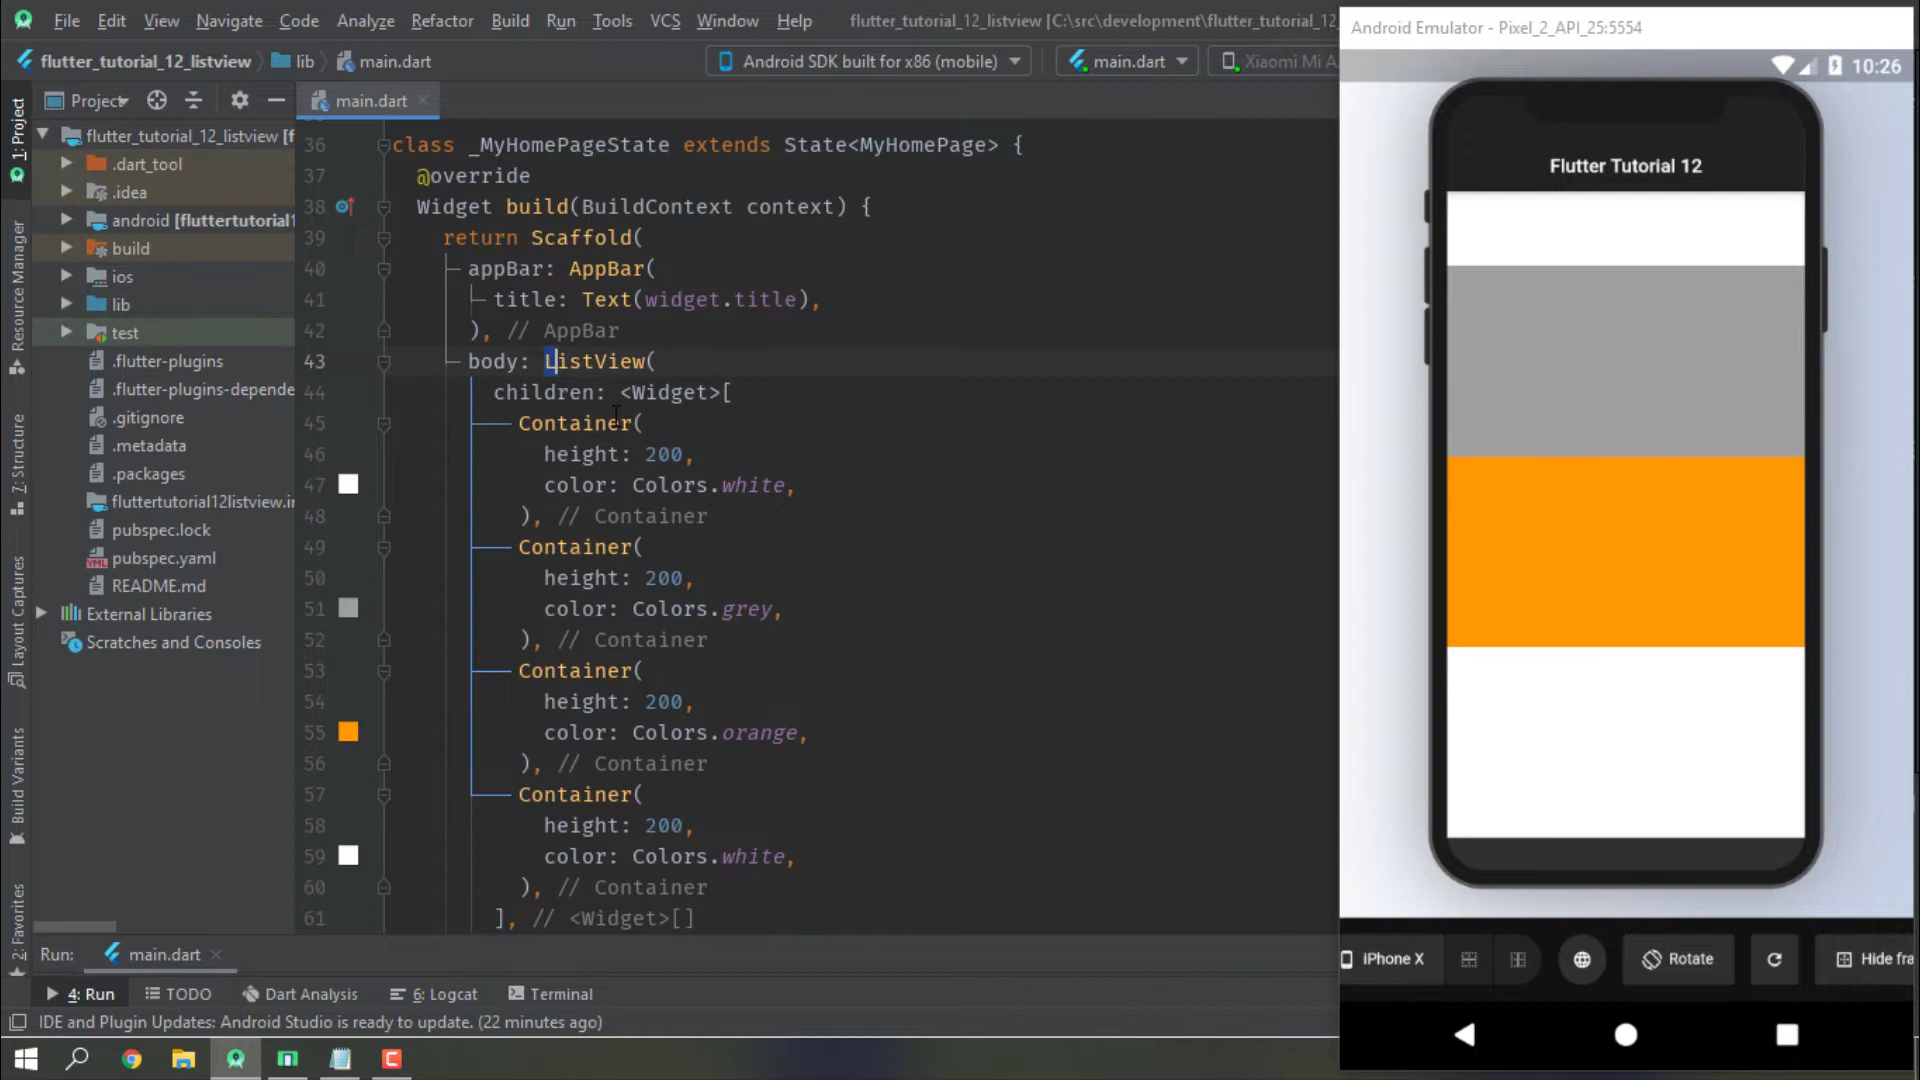 File Edit View Navigate Code Analyze Refactor Build Run Tools VCS Window Help flutter_tutorial_12_listview [C:\src\development\flutter_tutorial_12_
Android Emulator - Pixel_2_API_25:5554
flutter_tutorial_12_listview lib main.dart Android SDK built for x86 (mobile) main.dart Xiaomi Mi A
10:26
Project main.dart
1: Project
Resource Manager
7: Structure
Layout Captures
Build Variants
2: Favorites
flutter_tutorial_12_listview [f
.dart_tool
.idea
android [fluttertutorial1
build
ios
lib
test
.flutter-plugins
.flutter-plugins-depende
.gitignore
.metadata
.packages
fluttertutorial12listview.ir
pubspec.lock
pubspec.yaml
README.md
External Libraries
Scratches and Consoles
36 class _MyHomePageState extends State<MyHomePage> {
37 @override
38 Widget build(BuildContext context) {
39 return Scaffold(
40 appBar: AppBar(
41 title: Text(widget.title),
42 ), // AppBar
43 body: ListView(
44 children: <Widget>[
45 Container(
46 height: 200,
47 color: Colors.white,
48 ), // Container
49 Container(
50 height: 200,
51 color: Colors.grey,
52 ), // Container
53 Container(
54 height: 200,
55 color: Colors.orange,
56 ), // Container
57 Container(
58 height: 200,
59 color: Colors.white,
60 ), // Container
61 ], // <Widget>[]
Flutter Tutorial 12
iPhone X Rotate Hide fra
Run: main.dart
4: Run TODO Dart Analysis 6: Logcat Terminal
IDE and Plugin Updates: Android Studio is ready to update. (22 minutes ago)